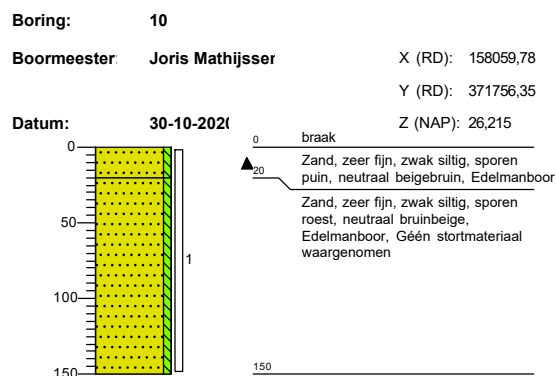 Boring: 10
Boormeester: Joris Mathijsser
X (RD): 158059,78
Y (RD): 371756,35
Datum: 30-10-2020
Z (NAP): 26,215
0
50
100
150
1
0
braak
20
Zand, zeer fijn, zwak siltig, sporen
puin, neutraal beigebruin, Edelmanboor
Zand, zeer fijn, zwak siltig, sporen
roest, neutraal bruinbeige,
Edelmanboor, Géén stortmateriaal
waargenomen
150